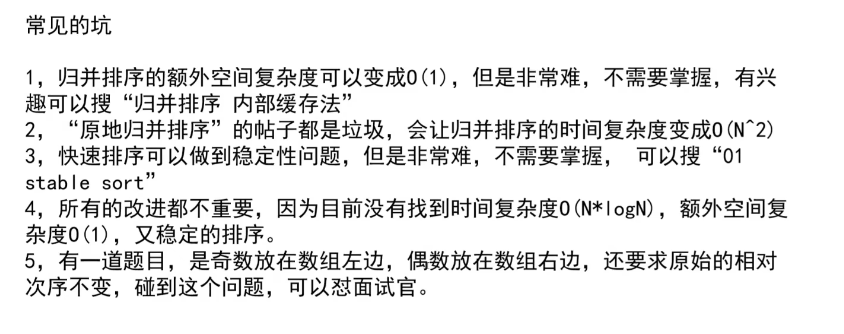 常见的坑
1，归并排序的额外空间复杂度可以变成O(1)，但是非常难，不需要掌握，有兴
趣可以搜“归并排序 内部缓存法”
2，“原地归并排序”的帖子都是垃圾，会让归并排序的时间复杂度变成O(N^2)
3，快速排序可以做到稳定性问题，但是非常难，不需要掌握， 可以搜“01
stable sort”
4，所有的改进都不重要，因为目前没有找到时间复杂度O(N*logN)，额外空间复
杂度O(1)，又稳定的排序。
5，有一道题目，是奇数放在数组左边，偶数放在数组右边，还要求原始的相对
次序不变，碰到这个问题，可以怼面试官。